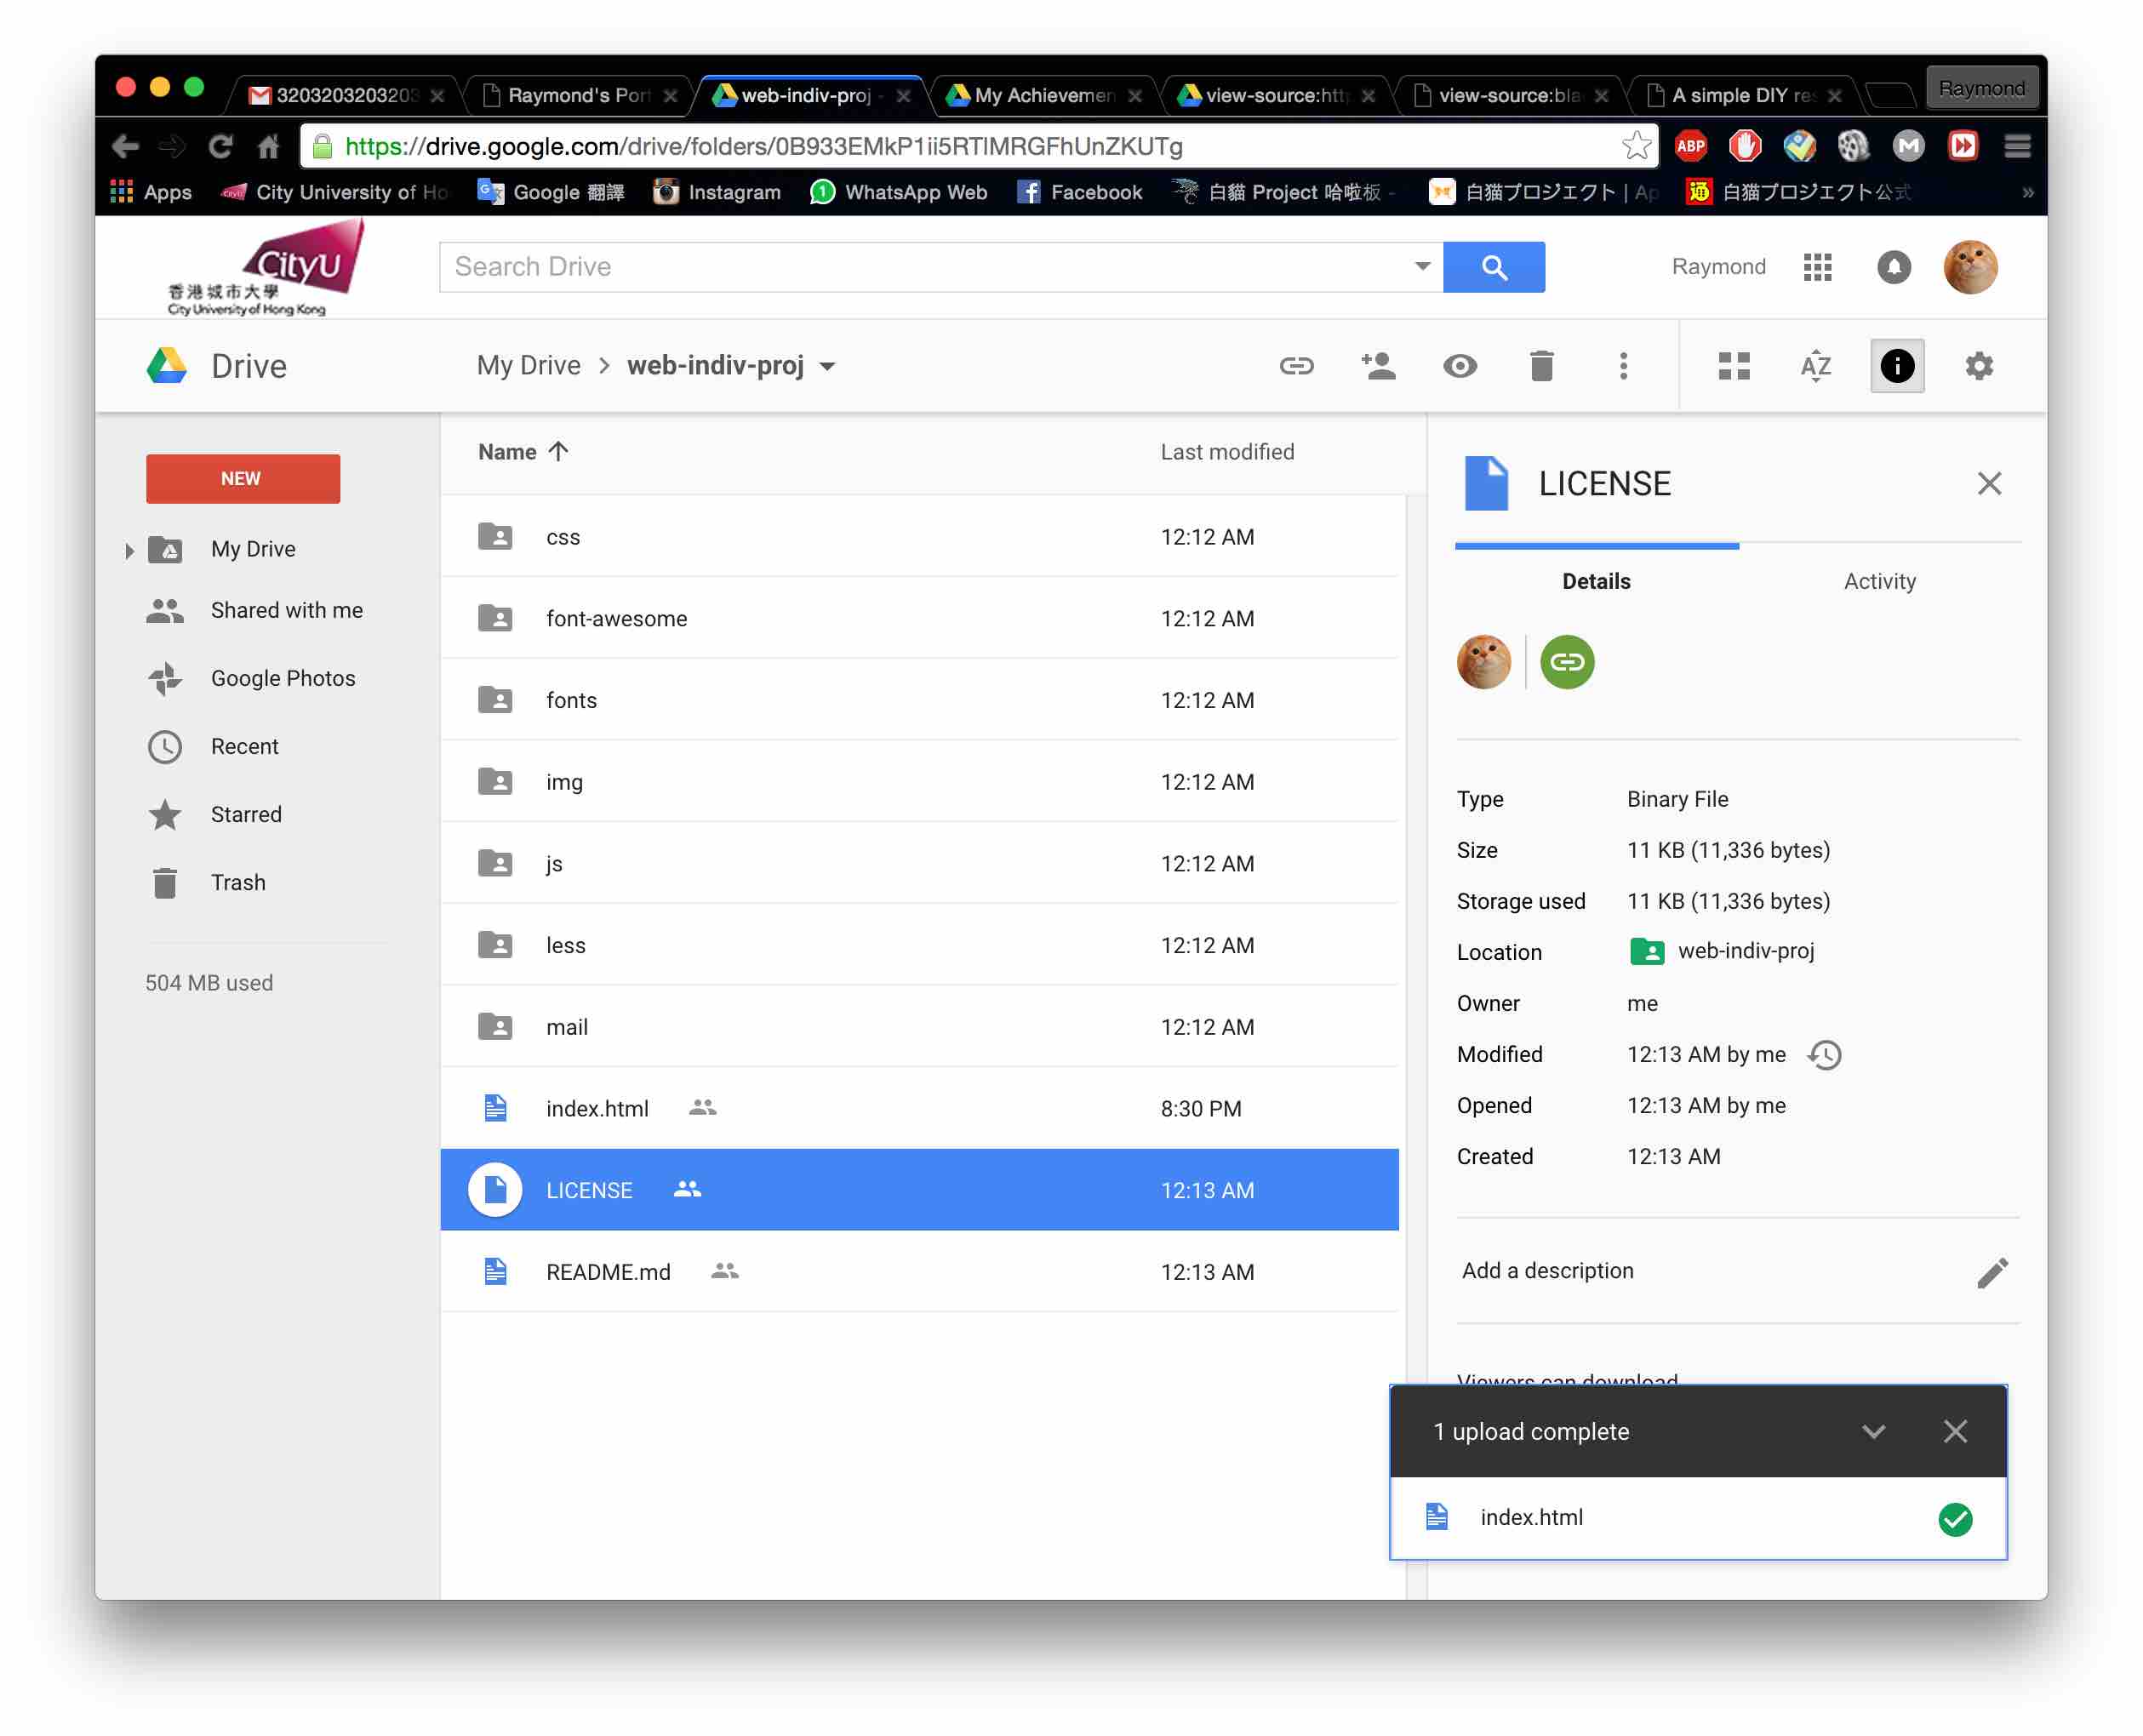 3203203203203
Raymond's Port
web-indiv-proj -
My Achievemen
view-source:http
view-source:bla
A simple DIY res
Raymond
https://drive.google.com/drive/folders/0B933EMkP1ii5RTlMRGFhUnZKUTg
ABP
Apps
City University of Ho
Google 翻譯
Instagram
1
WhatsApp Web
Facebook
白貓 Project 哈啦板 -
白猫プロジェクト | Ap
白猫プロジェクト公式
CityU
香港城市大學
City University of Hong Kong
Search Drive
Raymond
Drive
My Drive > web-indiv-proj
AZ
NEW
My Drive
Shared with me
Google Photos
Recent
Starred
Trash
504 MB used
Name
Last modified
css
12:12 AM
font-awesome
12:12 AM
fonts
12:12 AM
img
12:12 AM
js
12:12 AM
less
12:12 AM
mail
12:12 AM
index.html
8:30 PM
LICENSE
12:13 AM
README.md
12:13 AM
LICENSE
Details
Activity
Type
Binary File
Size
11 KB (11,336 bytes)
Storage used
11 KB (11,336 bytes)
Location
web-indiv-proj
Owner
me
Modified
12:13 AM by me
Opened
12:13 AM by me
Created
12:13 AM
Add a description
Viewers can download
1 upload complete
index.html